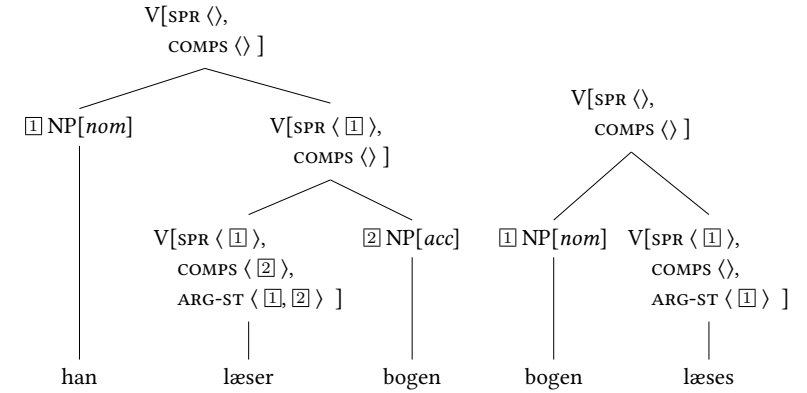 V[SPR ⟨⟩,
COMPS ⟨⟩ ]
V[SPR ⟨⟩,
COMPS ⟨⟩ ]
1 NP[nom]
V[SPR ⟨ 1 ⟩,
COMPS ⟨⟩ ]
V[SPR ⟨ 1 ⟩,
COMPS ⟨ 2 ⟩,
ARG-ST ⟨ 1, 2 ⟩ ]
2 NP[acc]
1 NP[nom]
V[SPR ⟨ 1 ⟩,
COMPS ⟨⟩,
ARG-ST ⟨ 1 ⟩ ]
han læser bogen bogen læses